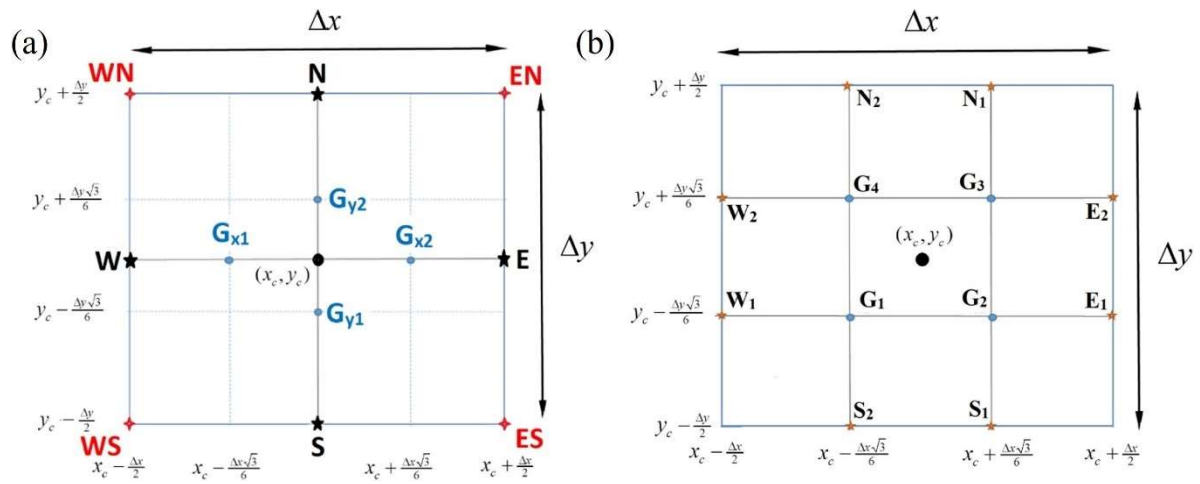 (a)
Δx
WN N EN
y_c + Δy/2
y_c + Δy√3/6
G_y2
G_x1 G_x2
W E Δy
(x_c, y_c)
y_c − Δy√3/6
G_y1
y_c − Δy/2
WS S ES
x_c − Δx/2 x_c − Δx√3/6 x_c + Δx√3/6 x_c + Δx/2
(b)
Δx
y_c + Δy/2
N₂ N₁
y_c + Δy√3/6
G₄ G₃
W₂ E₂
(x_c, y_c)
Δy
W₁ G₁ G₂ E₁
y_c − Δy√3/6
S₂ S₁
y_c − Δy/2
x_c − Δx/2 x_c − Δx√3/6 x_c + Δx√3/6 x_c + Δx/2